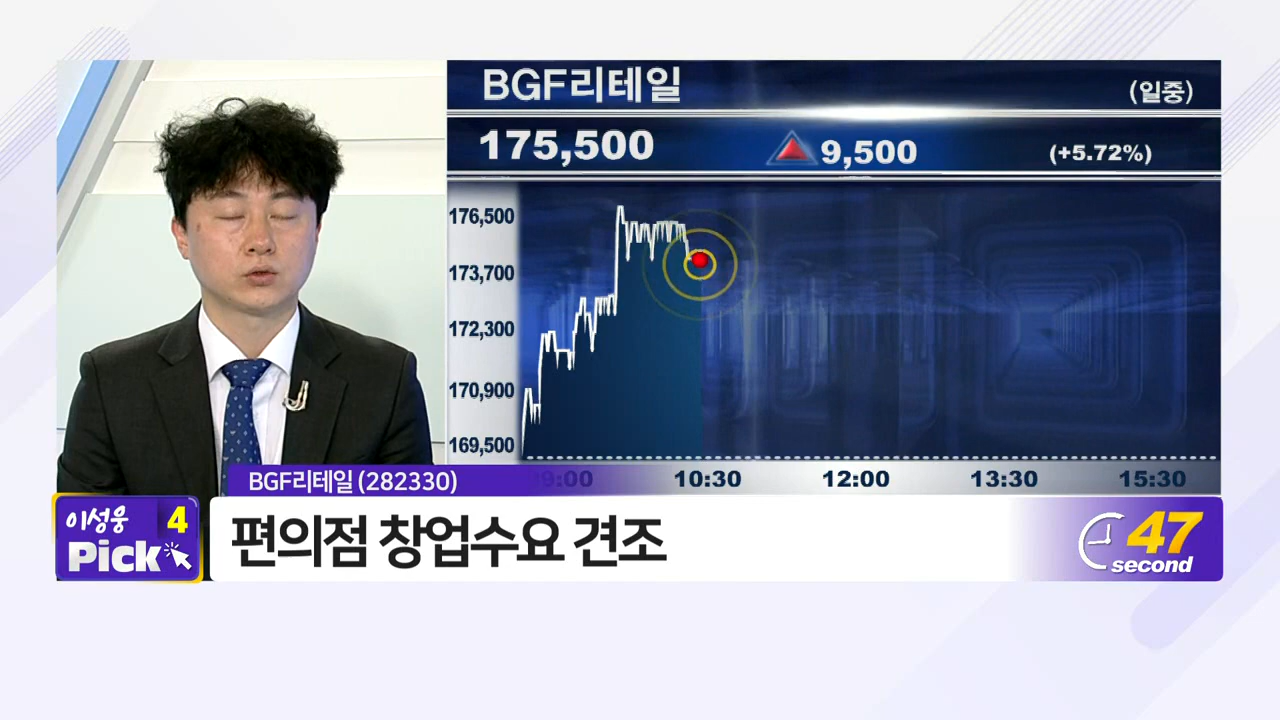 BGF리테일
(일중)
175,500
9,500
(+5.72%)
176,500
173,700
172,300
170,900
169,500
09:00
10:30
12:00
13:30
15:30
BGF리테일 (282330)
이성웅
4
Pick
편의점 창업수요 견조
47
second